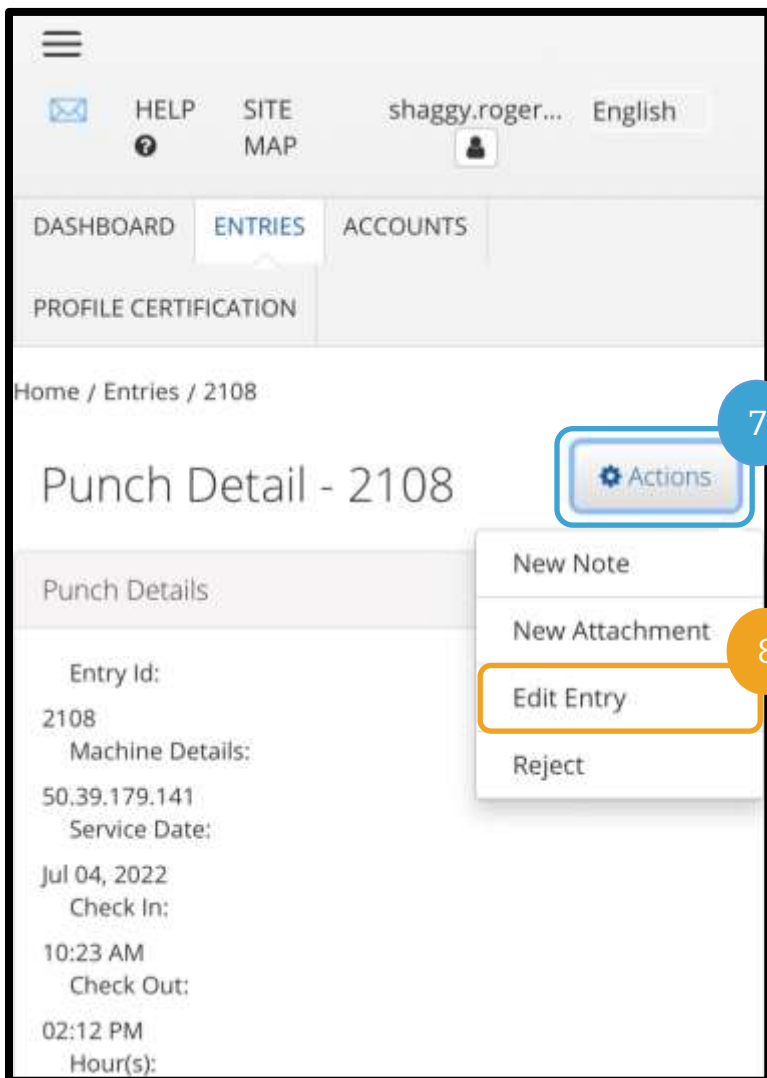 HELP SITE shaggy.roger... English
MAP
DASHBOARD ENTRIES ACCOUNTS
PROFILE CERTIFICATION
Home / Entries / 2108
7
Punch Detail - 2108 Actions
New Note
Punch Details
New Attachment
8
Entry Id:
Edit Entry
2108
Machine Details:
Reject
50.39.179.141
Service Date:
Jul 04, 2022
Check In:
10:23 AM
Check Out:
02:12 PM
Hour(s):